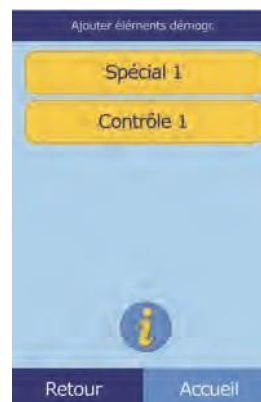 Ajouter éléments démogr.
Spécial 1
Contrôle 1
i
Retour Accueil